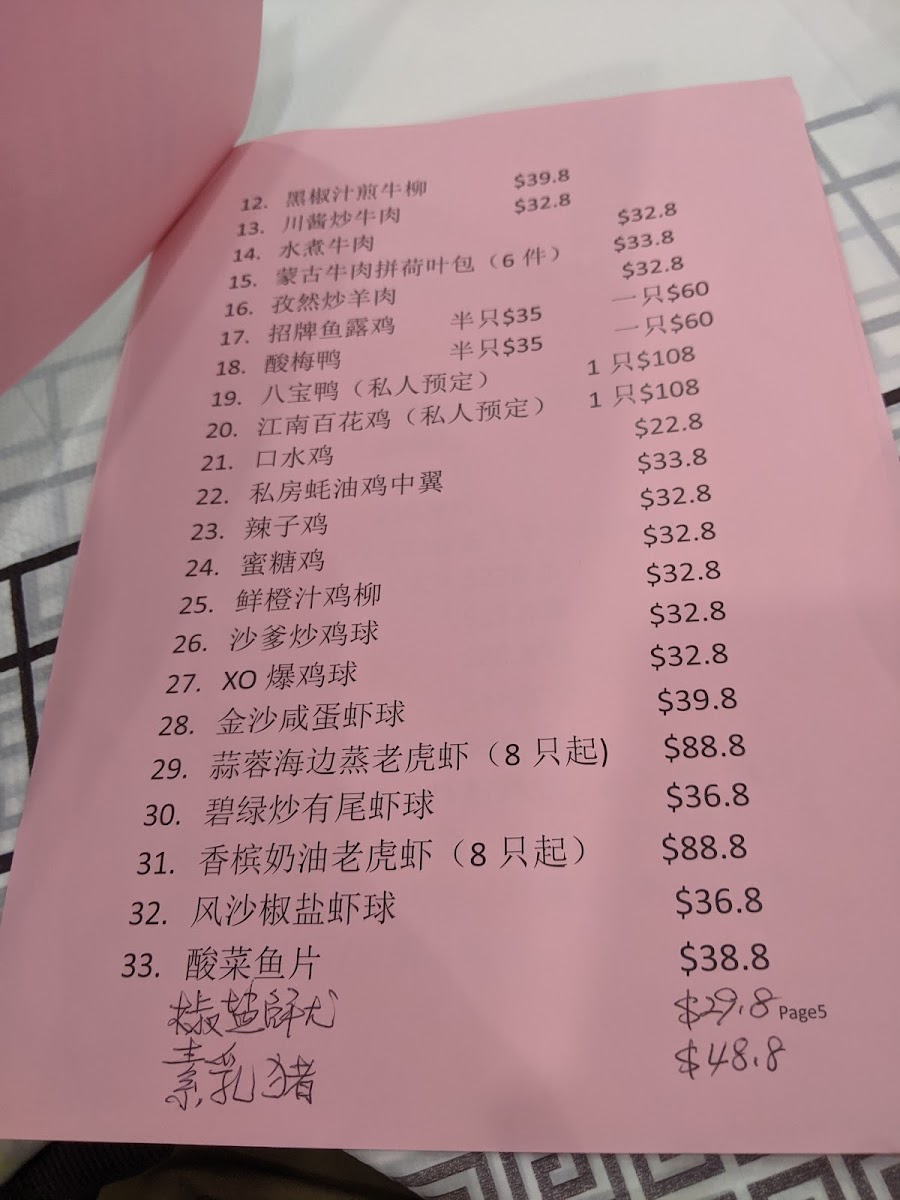 12. 黑椒汁煎牛柳 $39.8
13. 川酱炒牛肉 $32.8
14. 水煮牛肉 $32.8
15. 蒙古牛肉拼荷叶包（6 件） $33.8
16. 孜然炒羊肉 $32.8
17. 招牌鱼露鸡 半只$35 一只$60
18. 酸梅鸭 半只$35 一只$60
19. 八宝鸭（私人预定） 1 只$108
20. 江南百花鸡（私人预定） 1 只$108
21. 口水鸡 $22.8
22. 私房蚝油鸡中翼 $33.8
23. 辣子鸡 $32.8
24. 蜜糖鸡 $32.8
25. 鲜橙汁鸡柳 $32.8
26. 沙爹炒鸡球 $32.8
27. XO 爆鸡球 $32.8
28. 金沙咸蛋虾球 $39.8
29. 蒜蓉海边蒸老虎虾（8 只起) $88.8
30. 碧绿炒有尾虾球 $36.8
31. 香槟奶油老虎虾（8 只起） $88.8
32. 风沙椒盐虾球 $36.8
33. 酸菜鱼片 $38.8
椒盐 $29.8 Page5
素乳猪 $48.8